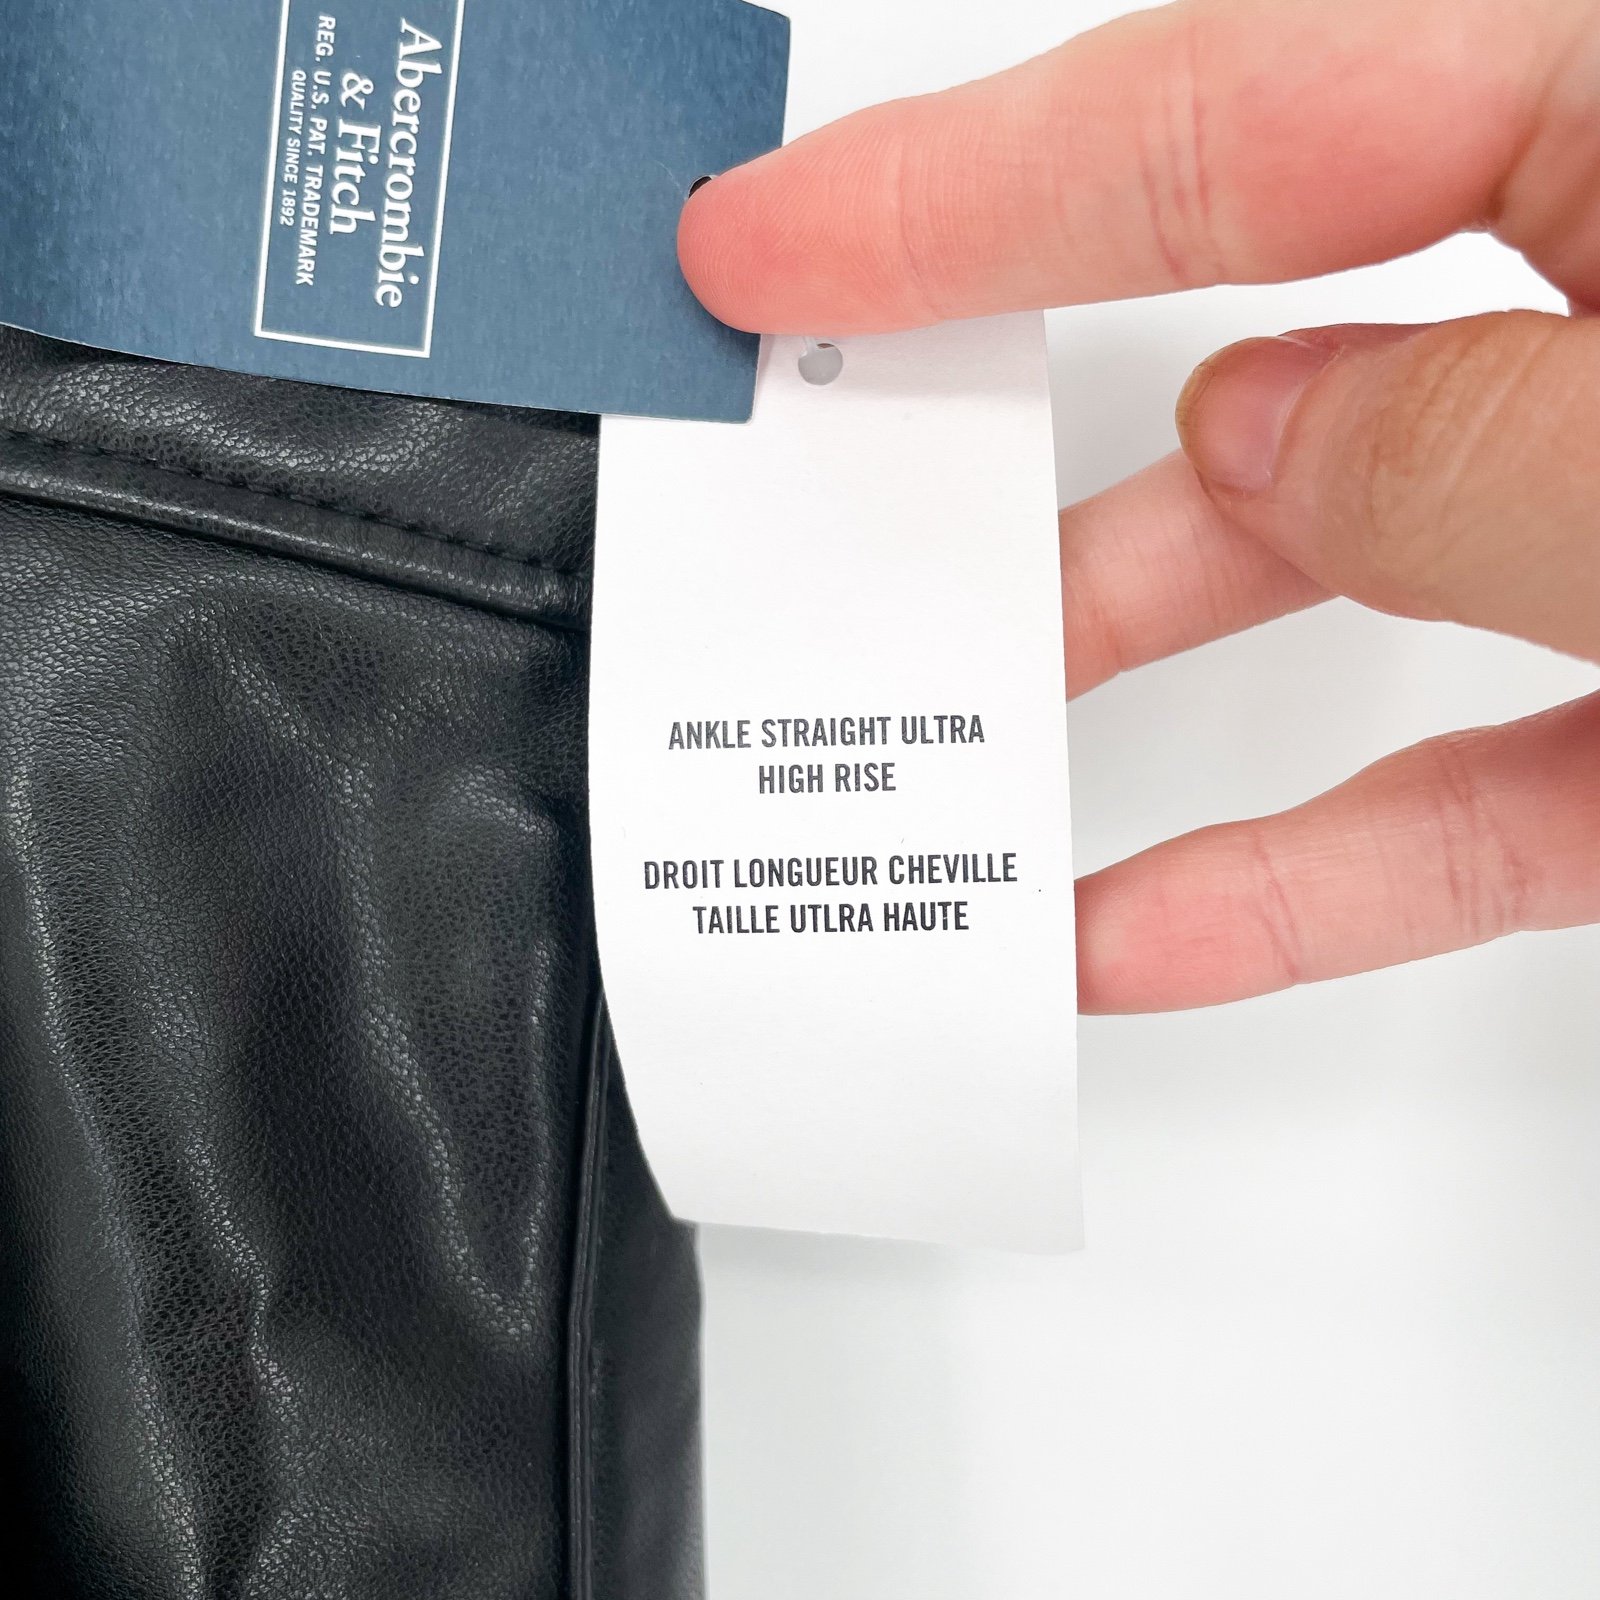 Abercrombie
& Fitch
REG. U.S. PAT. TRADEMARK
QUALITY SINCE 1892
ANKLE STRAIGHT ULTRA
HIGH RISE
DROIT LONGUEUR CHEVILLE
TAILLE UTLRA HAUTE